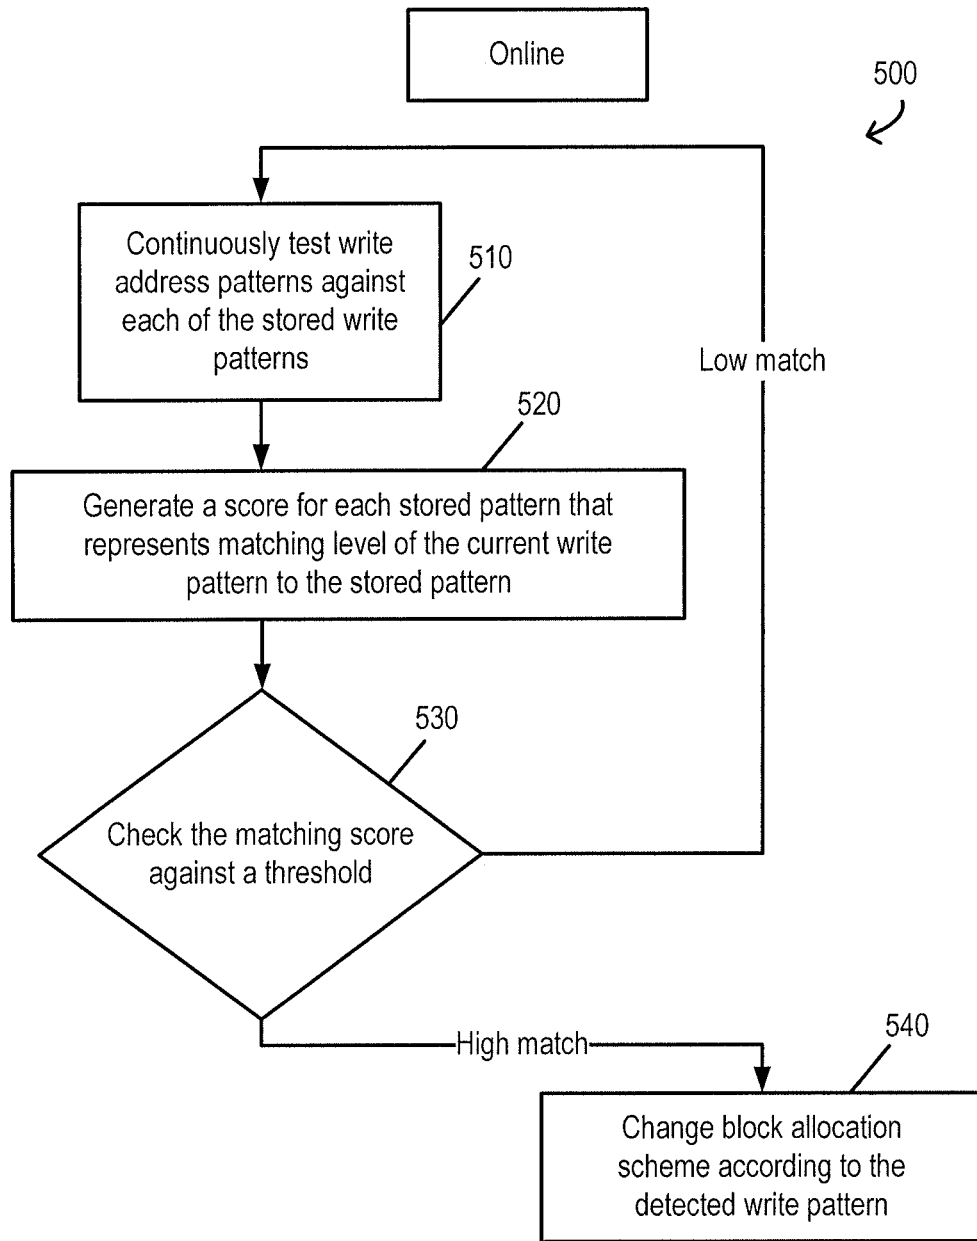 Online
500
Continuously test write
address patterns against
each of the stored write
patterns
510
Low match
520
Generate a score for each stored pattern that
represents matching level of the current write
pattern to the stored pattern
530
Check the matching score
against a threshold
High match
540
Change block allocation
scheme according to the
detected write pattern